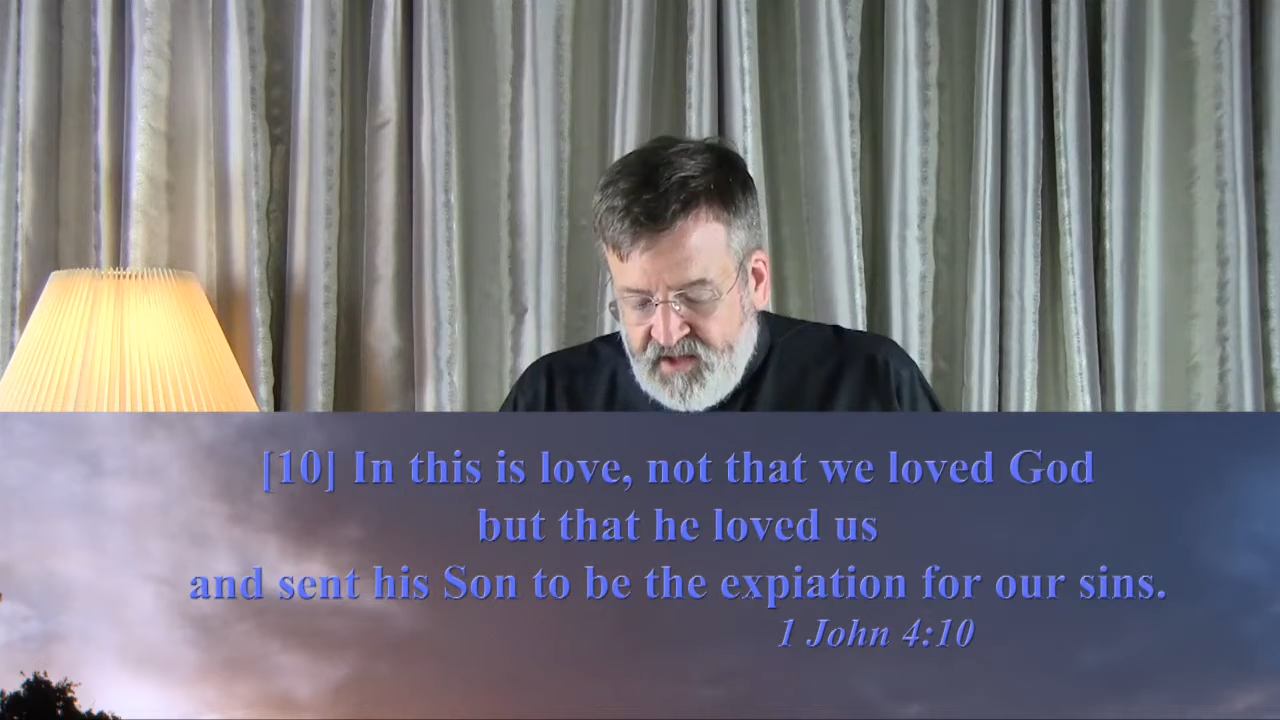 [10] In this is love, not that we loved God
but that he loved us
and sent his Son to be the expiation for our sins.
1 John 4:10